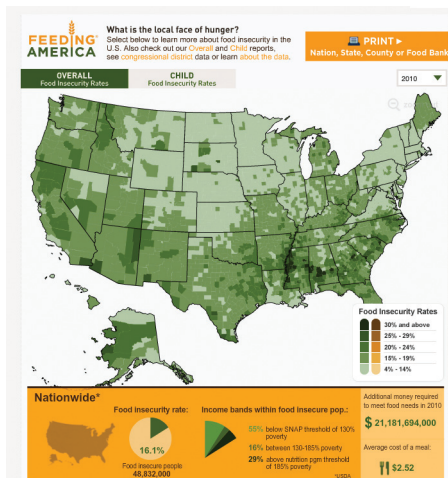 FEEDING
AMERICA
What is the local face of hunger?
Select below to learn more about food insecurity in the
U.S. Also check out our Overall and Child reports,
see congressional district data or learn about the data.
PRINT ▶
Nation, State, County or Food Bank
OVERALL
Food Insecurity Rates
CHILD
Food Insecurity Rates
2010
Food Insecurity Rates
30% and above
25% - 29%
20% - 24%
15% - 19%
4% - 14%
Nationwide*
Food insecurity rate:
16.1%
Food insecure people
48,832,000
Income bands within food insecure pop.:
55% below SNAP threshold of 130%
poverty
16% between 130-185% poverty
29% above nutrition pgm threshold
of 185% poverty
*USDA
Additional money required
to meet food needs in 2010
$ 21,181,694,000
Average cost of a meal:
$2.52